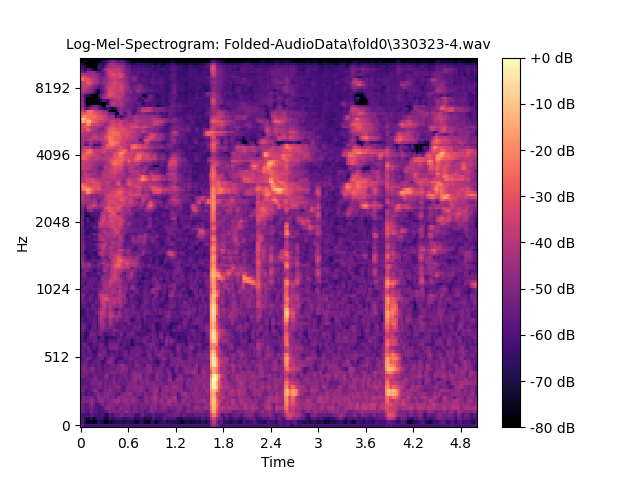 Log-Mel-Spectrogram: Folded-AudioData\fold0\330323-4.wav
+0 dB
8192
-10 dB
4096
-20 dB
-30 dB
2048
Hz
-40 dB
1024
-50 dB
-60 dB
512
-70 dB
0
-80 dB
0 0.6 1.2 1.8 2.4 3 3.6 4.2 4.8
Time